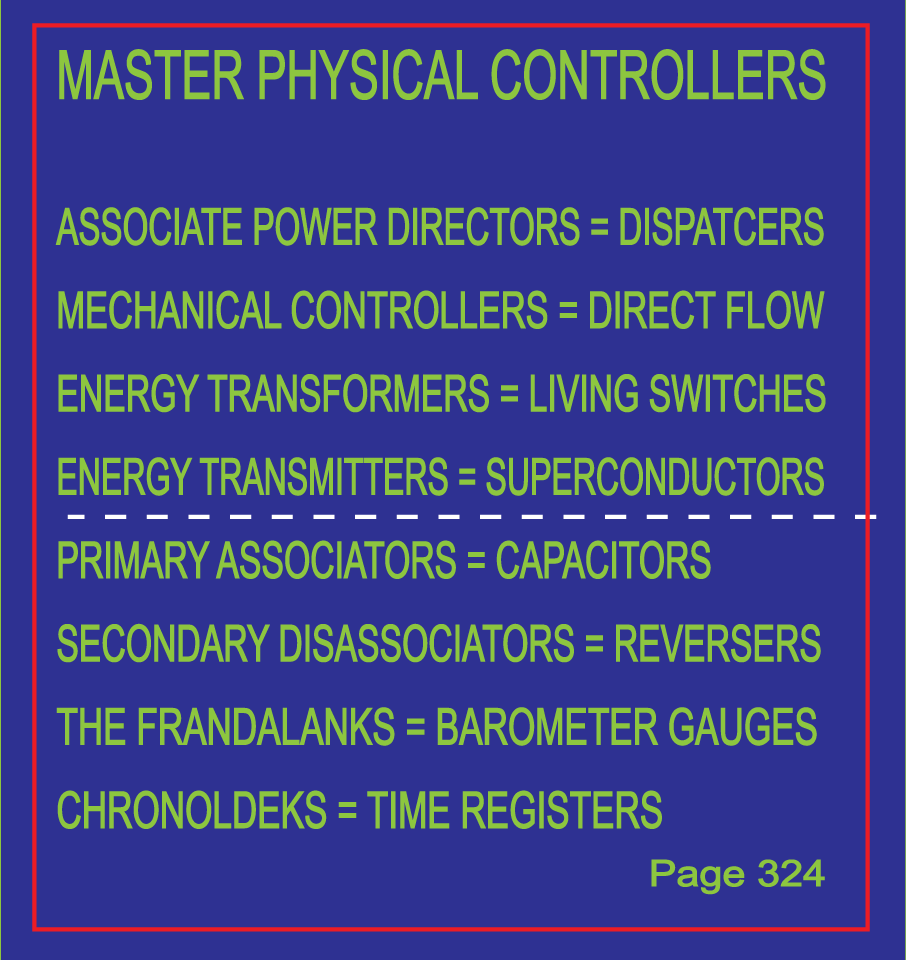 MASTER PHYSICAL CONTROLLERS
ASSOCIATE POWER DIRECTORS = DISPATCERS
MECHANICAL CONTROLLERS = DIRECT FLOW
ENERGY TRANSFORMERS = LIVING SWITCHES
ENERGY TRANSMITTERS = SUPERCONDUCTORS
PRIMARY ASSOCIATORS = CAPACITORS
SECONDARY DISASSOCIATORS = REVERSERS
THE FRANDALANKS = BAROMETER GAUGES
CHRONOLDEKS = TIME REGISTERS
Page 324